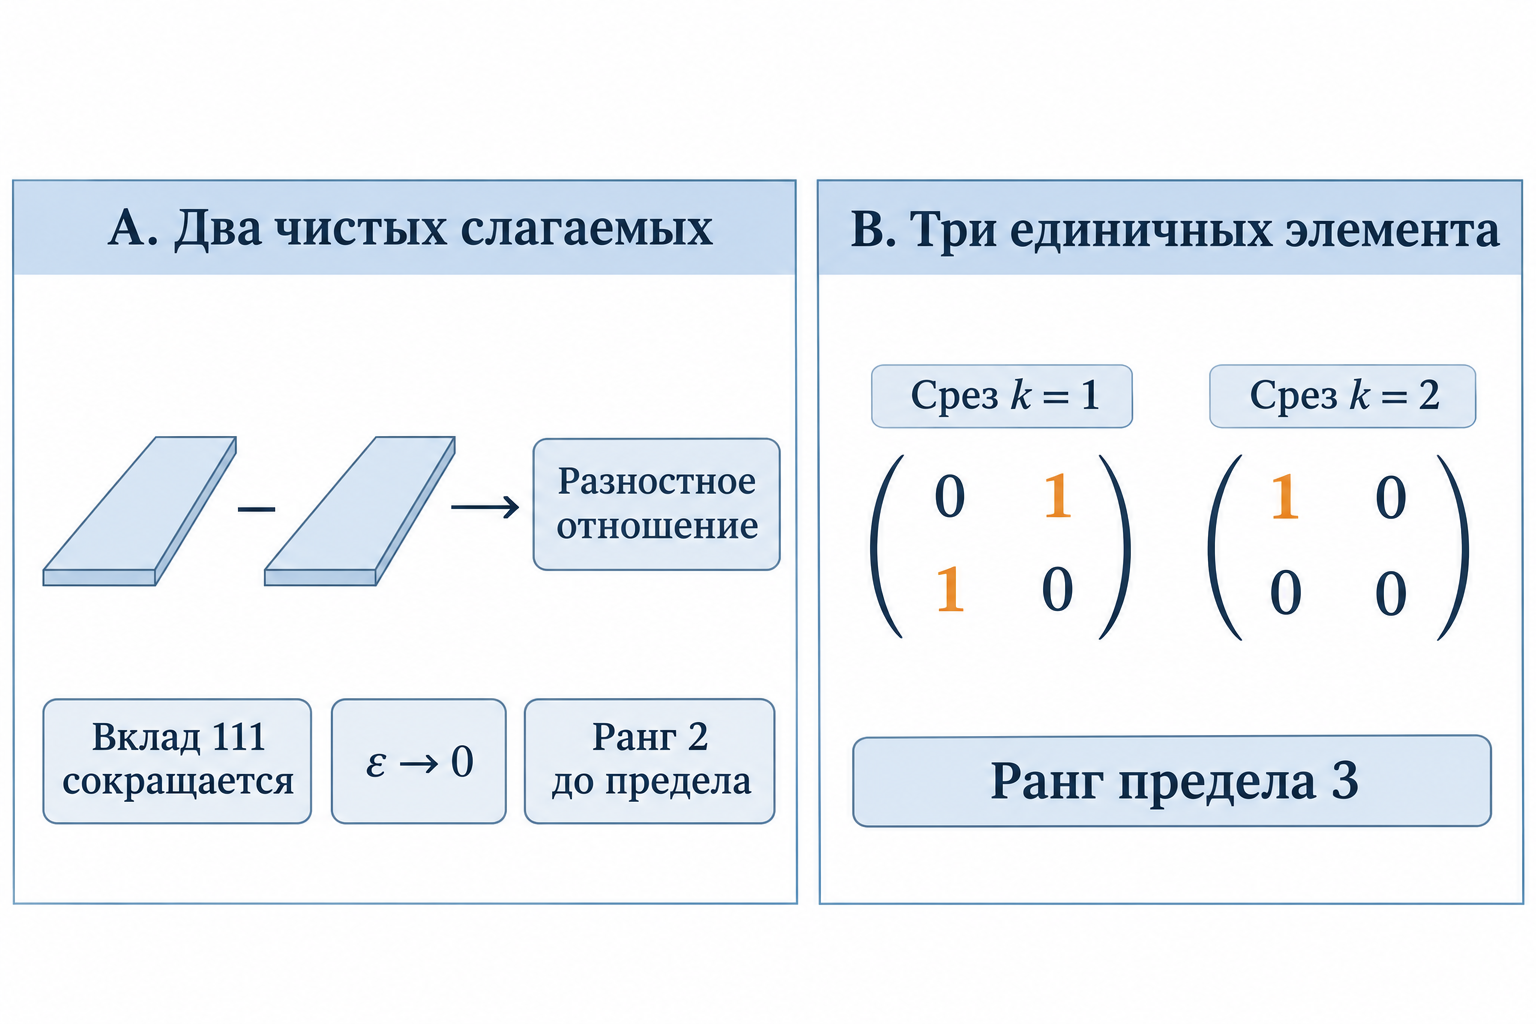 А. Два чистых слагаемых
−
→
Разностное
отношение
Вклад 111
сокращается
ε → 0
Ранг 2
до предела
В. Три единичных элемента
Срез k = 1
0 1
1 0
Срез k = 2
1 0
0 0
Ранг предела 3